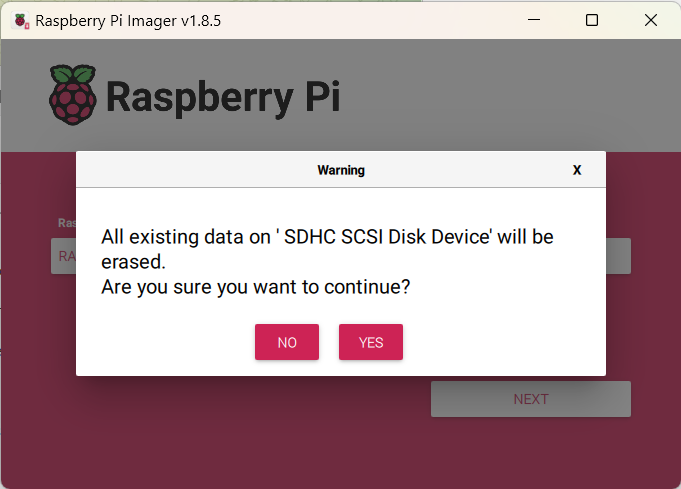 Raspberry Pi Imager v1.8.5
Raspberry Pi
Warning
X
Ras
RA
All existing data on ' SDHC SCSI Disk Device' will be
erased.
Are you sure you want to continue?
NO
YES
NEXT